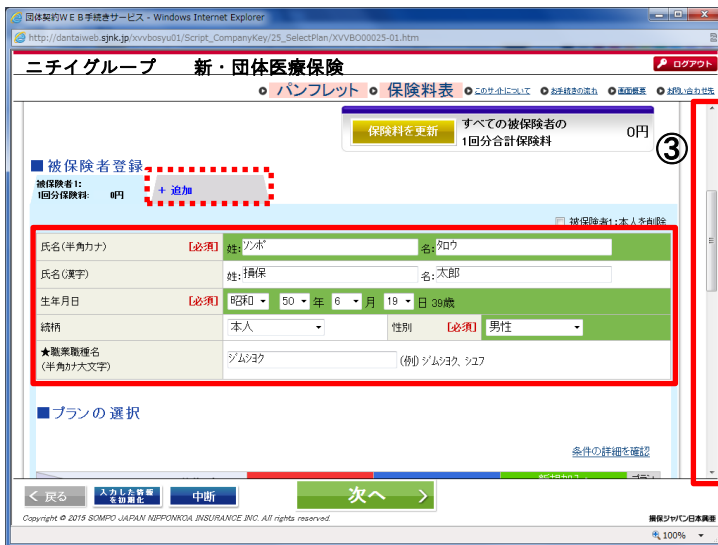 団体契約ＷＥＢ手続きサービス - Windows Internet Explorer
http://dantaiweb.sjnk.jp/xvvbosyu01/Script_CompanyKey/25_SelectPlan/XVVBO00025-01.htm
ニチイグループ 新・団体医療保険
ログアウト
パンフレット 保険料表 このサイトについて お手続きの流れ 画面概要 お問い合わせ先
保険料を更新 すべての被保険者の 1回分合計保険料 0円
③
■被保険者登録
被保険者1:
1回分保険料: 0円
+ 追加
被保険者1:本人を削除
氏名(半角カナ) [必須] 姓: ｿﾝﾎﾟ 名: ﾀﾛｳ
氏名(漢字) 姓: 損保 名: 太郎
生年月日 [必須] 昭和 50 年 6 月 19 日 39歳
続柄 本人 性別 [必須] 男性
★職業職種名
(半角ｶﾅ大文字)
ｼﾞﾑｼﾖｸ (例) ｼﾞﾑｼﾖｸ、ｼﾕﾌ
■プランの選択
条件の詳細を確認
< 戻る 入力した情報を初期化 中断 次へ >
Copyright © 2015 SOMPO JAPAN NIPPONKOA INSURANCE INC. All rights reserved.
損保ジャパン日本興亜
100%